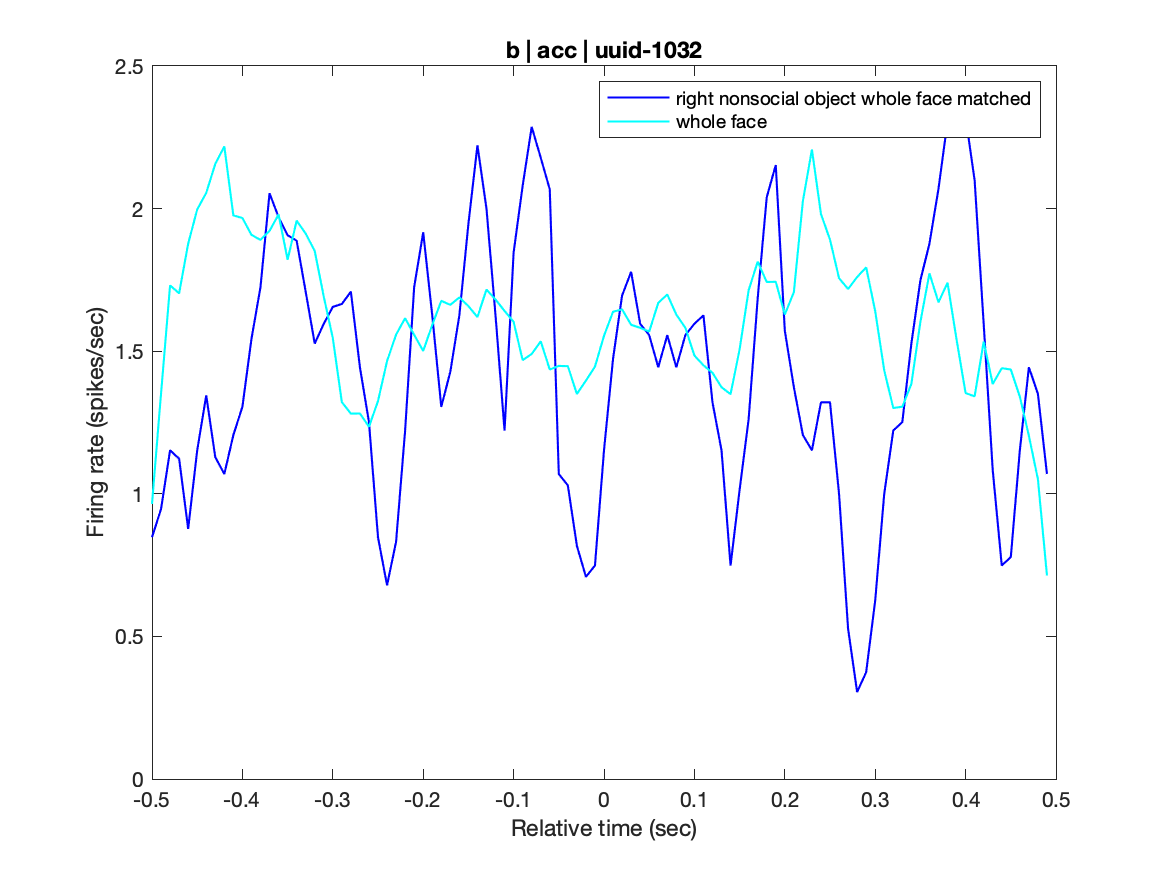 b | acc | uuid-1032
right nonsocial object whole face matched
whole face
2.5
2
1.5
1
0.5
0
Firing rate (spikes/sec)
-0.5 -0.4 -0.3 -0.2 -0.1 0 0.1 0.2 0.3 0.4 0.5
Relative time (sec)